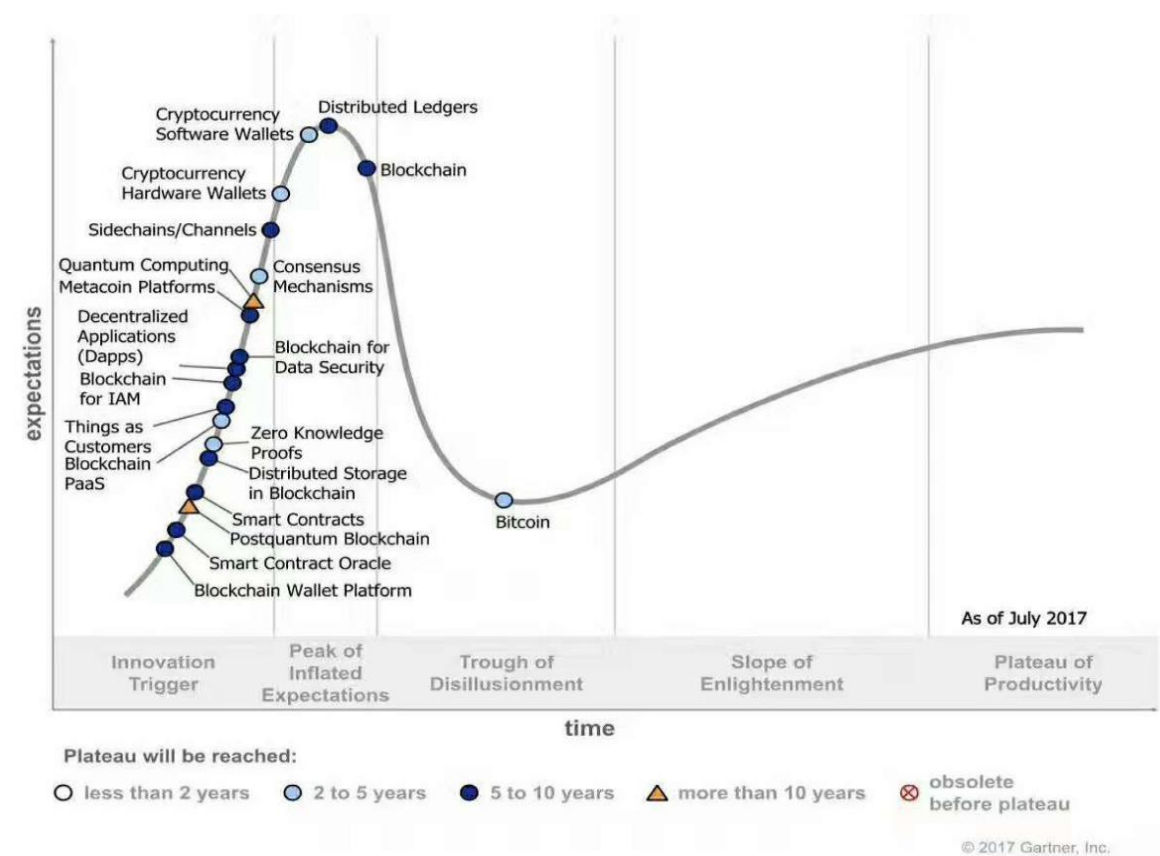 Distributed Ledgers
Cryptocurrency
Software Wallets
Blockchain
Cryptocurrency
Hardware Wallets
Sidechains/Channels
Quantum Computing
Metacoin Platforms
Consensus
Mechanisms
Decentralized
Applications
(Dapps)
Blockchain for
Data Security
Blockchain
for IAM
Things as
Customers
Blockchain
PaaS
Zero Knowledge
Proofs
Distributed Storage
in Blockchain
Smart Contracts
Postquantum Blockchain
Smart Contract Oracle
Blockchain Wallet Platform
Bitcoin
expectations
As of July 2017
Innovation
Trigger
Peak of
Inflated
Expectations
Trough of
Disillusionment
Slope of
Enlightenment
Plateau of
Productivity
time
Plateau will be reached:
less than 2 years
2 to 5 years
5 to 10 years
more than 10 years
obsolete
before plateau
© 2017 Gartner, Inc.